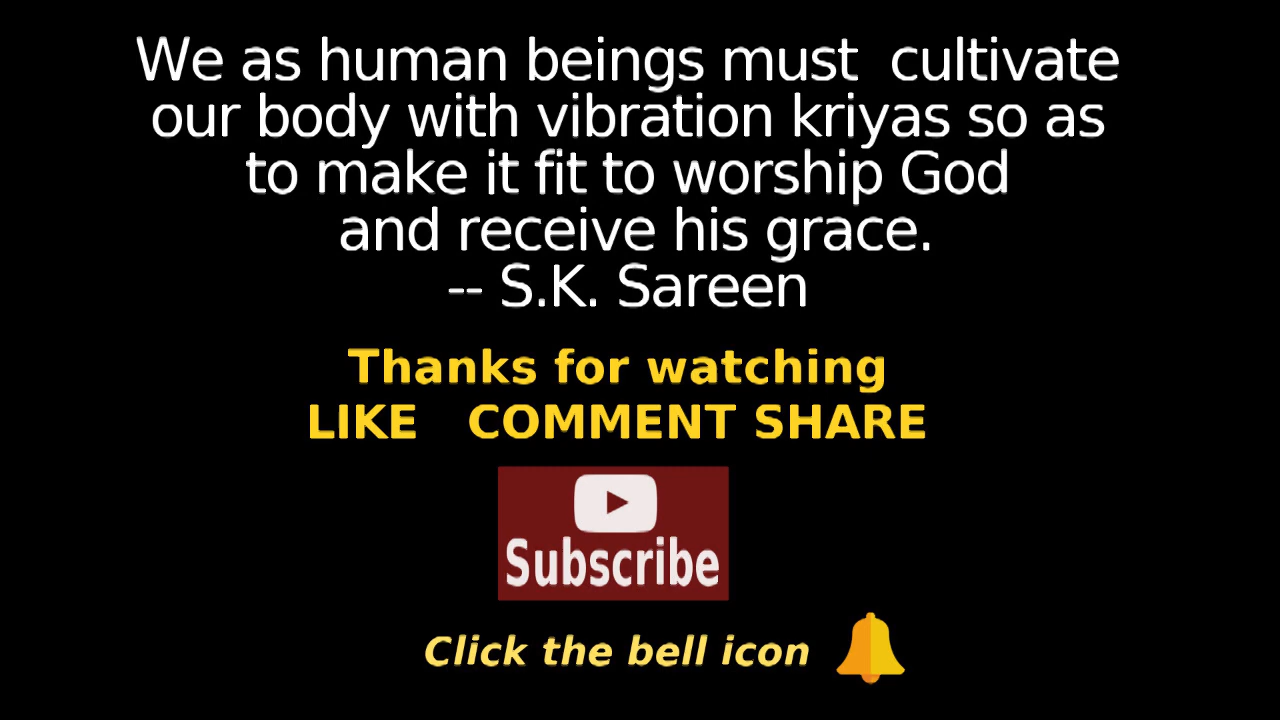 We as human beings must  cultivate
our body with vibration kriyas so as
to make it fit to worship God
and receive his grace.
-- S.K. Sareen
Thanks for watching
LIKE   COMMENT SHARE
Subscribe
Click the bell icon